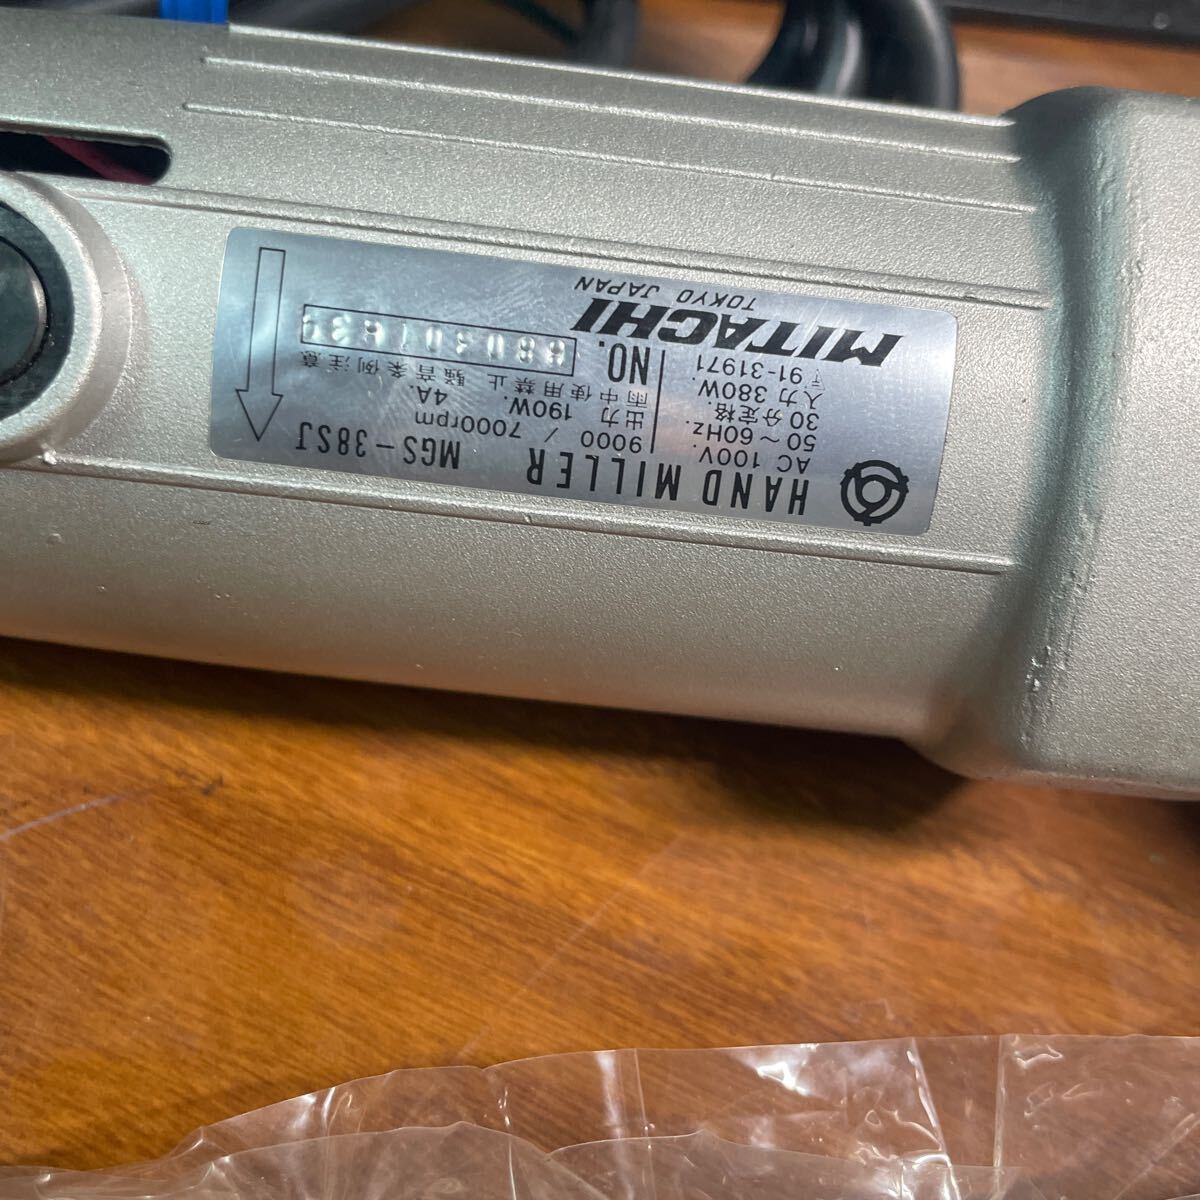 HAND MILLER MGS-38SJ
AC 100V. 9000 / 7000rpm
50~60Hz. 出力 190W. 4A.
30分定格. 雨中使用禁止 騒音条例注意
入力 380W.
〒91-31971 NO.
MITACHI
TOKYO JAPAN